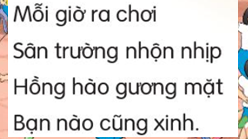 Mỗi giờ ra chơi
Sân trường nhộn nhịp
Hồng hào gương mặt
Bạn nào cũng xinh.